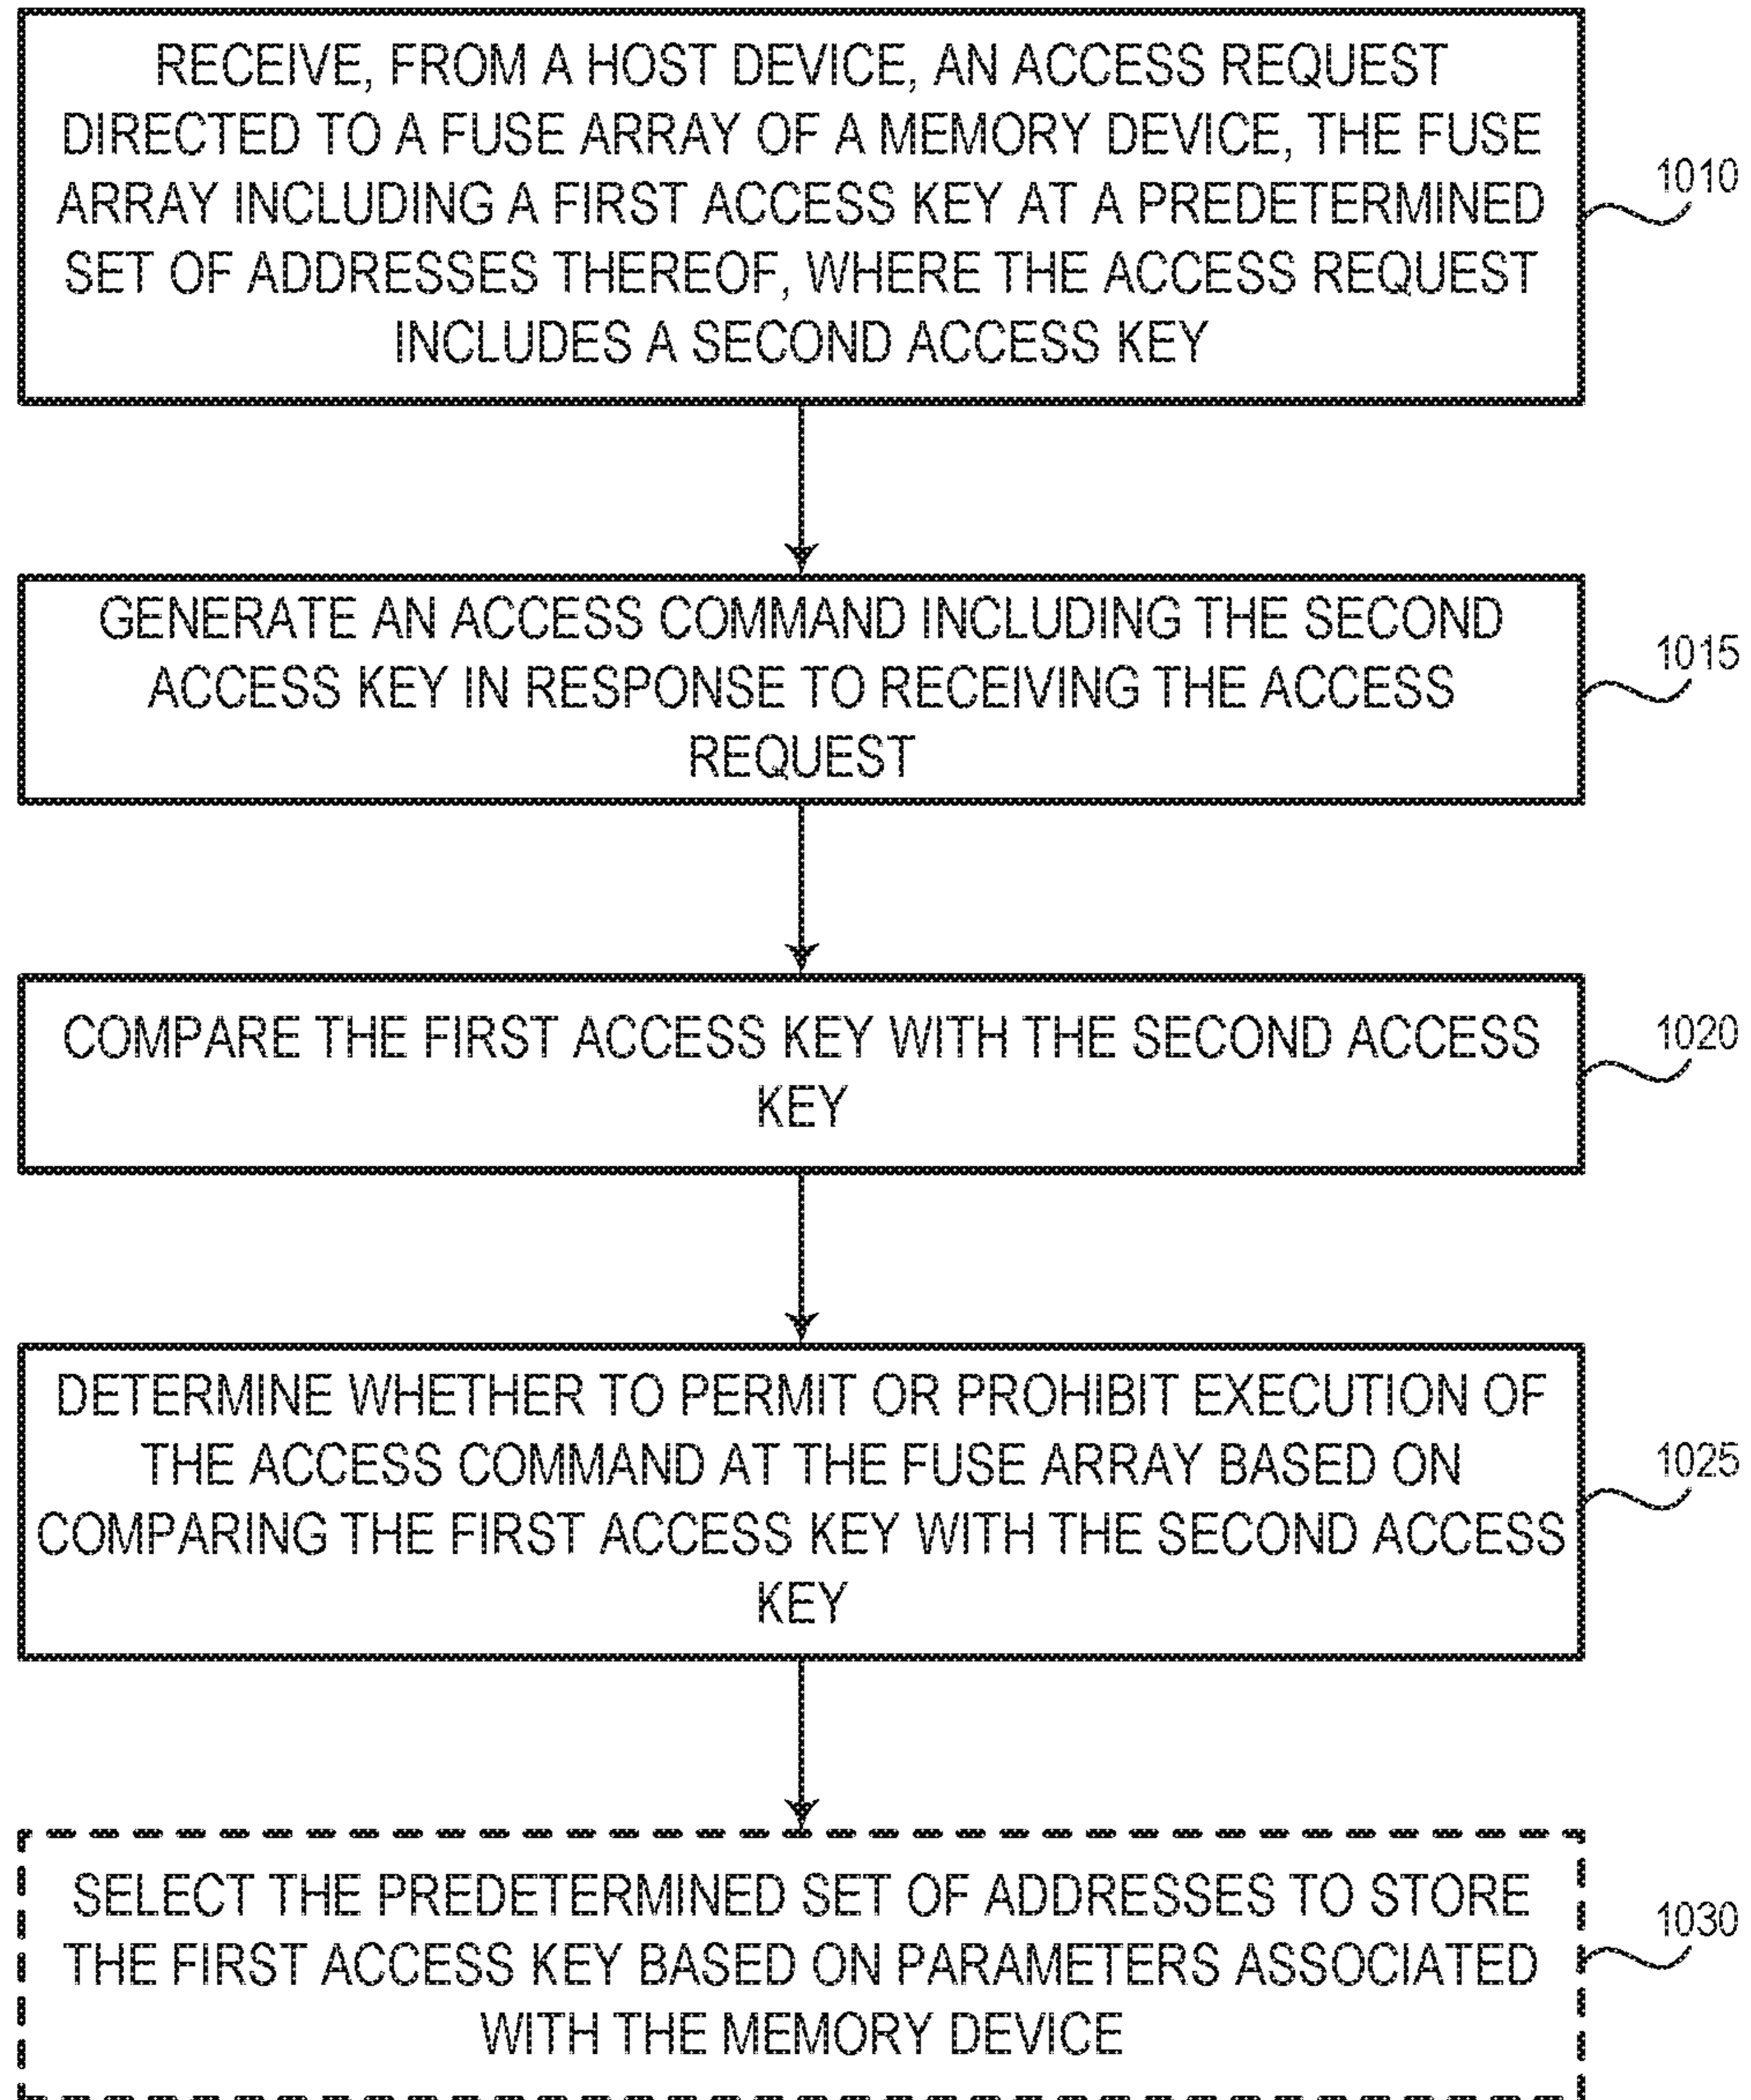 RECEIVE, FROM A HOST DEVICE, AN ACCESS REQUEST
DIRECTED TO A FUSE ARRAY OF A MEMORY DEVICE, THE FUSE
ARRAY INCLUDING A FIRST ACCESS KEY AT A PREDETERMINED
SET OF ADDRESSES THEREOF, WHERE THE ACCESS REQUEST
INCLUDES A SECOND ACCESS KEY
1010
GENERATE AN ACCESS COMMAND INCLUDING THE SECOND
ACCESS KEY IN RESPONSE TO RECEIVING THE ACCESS
REQUEST
1015
COMPARE THE FIRST ACCESS KEY WITH THE SECOND ACCESS
KEY
1020
DETERMINE WHETHER TO PERMIT OR PROHIBIT EXECUTION OF
THE ACCESS COMMAND AT THE FUSE ARRAY BASED ON
COMPARING THE FIRST ACCESS KEY WITH THE SECOND ACCESS
KEY
1025
SELECT THE PREDETERMINED SET OF ADDRESSES TO STORE
THE FIRST ACCESS KEY BASED ON PARAMETERS ASSOCIATED
WITH THE MEMORY DEVICE
1030